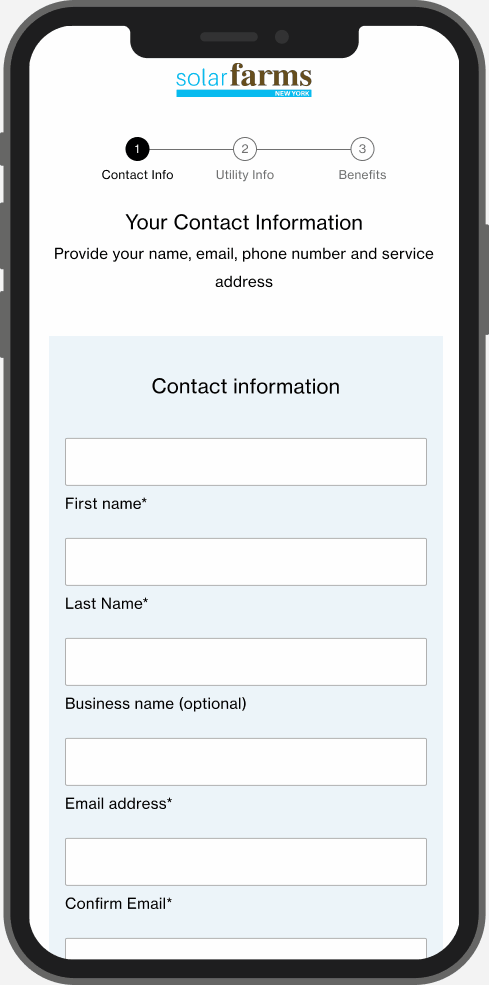 solarfarms
NEW YORK
1 2 3
Contact Info Utility Info Benefits
Your Contact Information
Provide your name, email, phone number and service
address
Contact information
First name*
Last Name*
Business name (optional)
Email address*
Confirm Email*